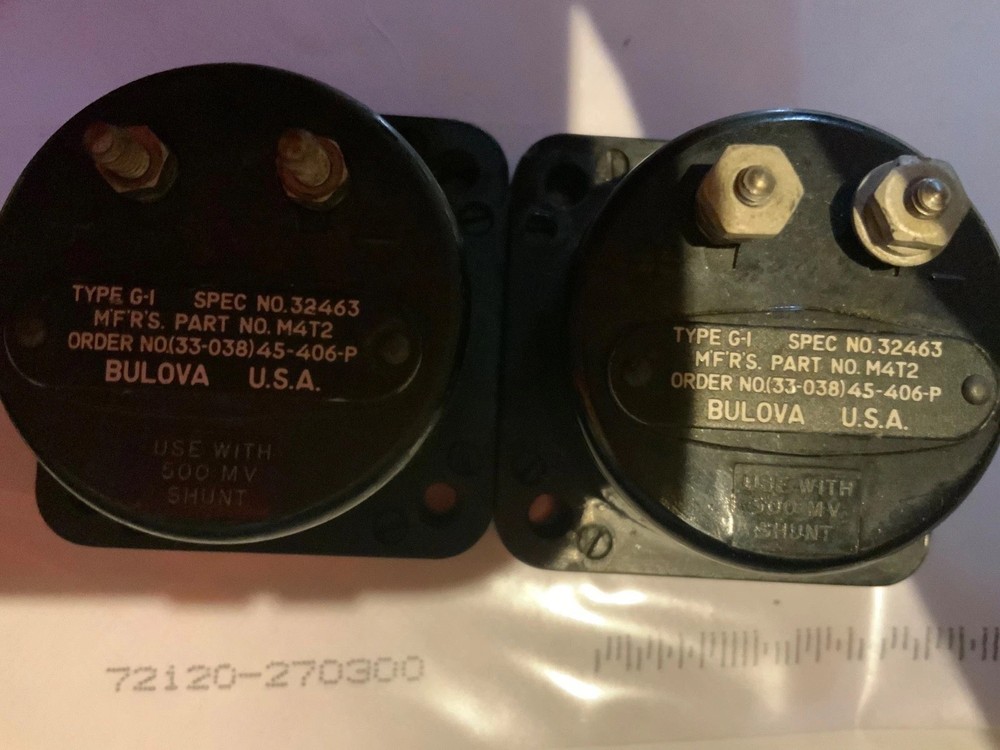 TYPE G-1 SPEC NO.32463
M'F'R'S. PART NO. M4T2
ORDER NO.(33-038)45-406-P
BULOVA U.S.A.
USE WITH
500 MV
SHUNT
TYPE G-1 SPEC NO.32463
M'F'R'S. PART NO. M4T2
ORDER NO.(33-038)45-406-P
BULOVA U.S.A.
USE WITH
500 MV
SHUNT
72120-270300